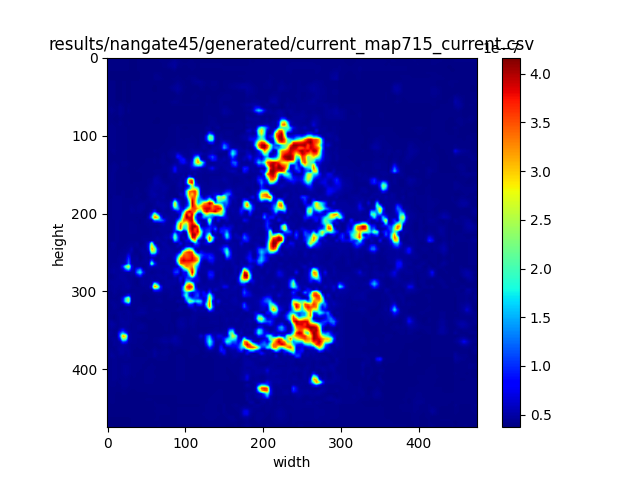 results/nangate45/generated/current_map715_current.csv
1e−7
0
100
200
300
400
height
0 100 200 300 400
width
4.0
3.5
3.0
2.5
2.0
1.5
1.0
0.5